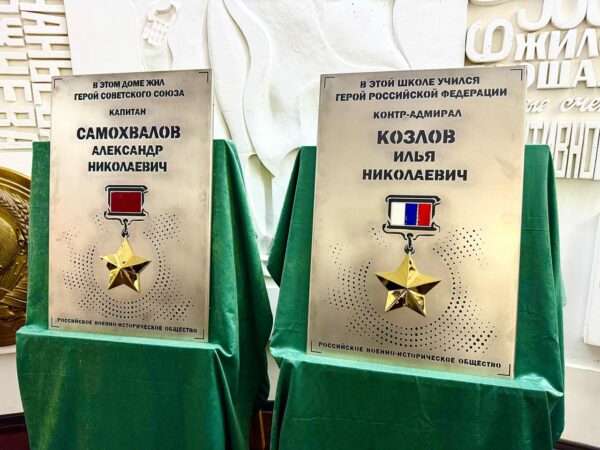 В ЭТОМ ДОМЕ ЖИЛ
ГЕРОЙ СОВЕТСКОГО СОЮЗА
КАПИТАН
САМОХВАЛОВ
АЛЕКСАНДР
НИКОЛАЕВИЧ
РОССИЙСКОЕ ВОЕННО-ИСТОРИЧЕСКОЕ ОБЩЕСТВО
В ЭТОЙ ШКОЛЕ УЧИЛСЯ
ГЕРОЙ РОССИЙСКОЙ ФЕДЕРАЦИИ
КОНТР-АДМИРАЛ
КОЗЛОВ
ИЛЬЯ
НИКОЛАЕВИЧ
РОССИЙСКОЕ ВОЕННО-ИСТОРИЧЕСКОЕ ОБЩЕСТВО